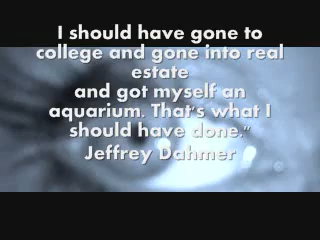 I should have gone to
college and gone into real
estate
and got myself an
aquarium. That's what I
should have done."
Jeffrey Dahmer